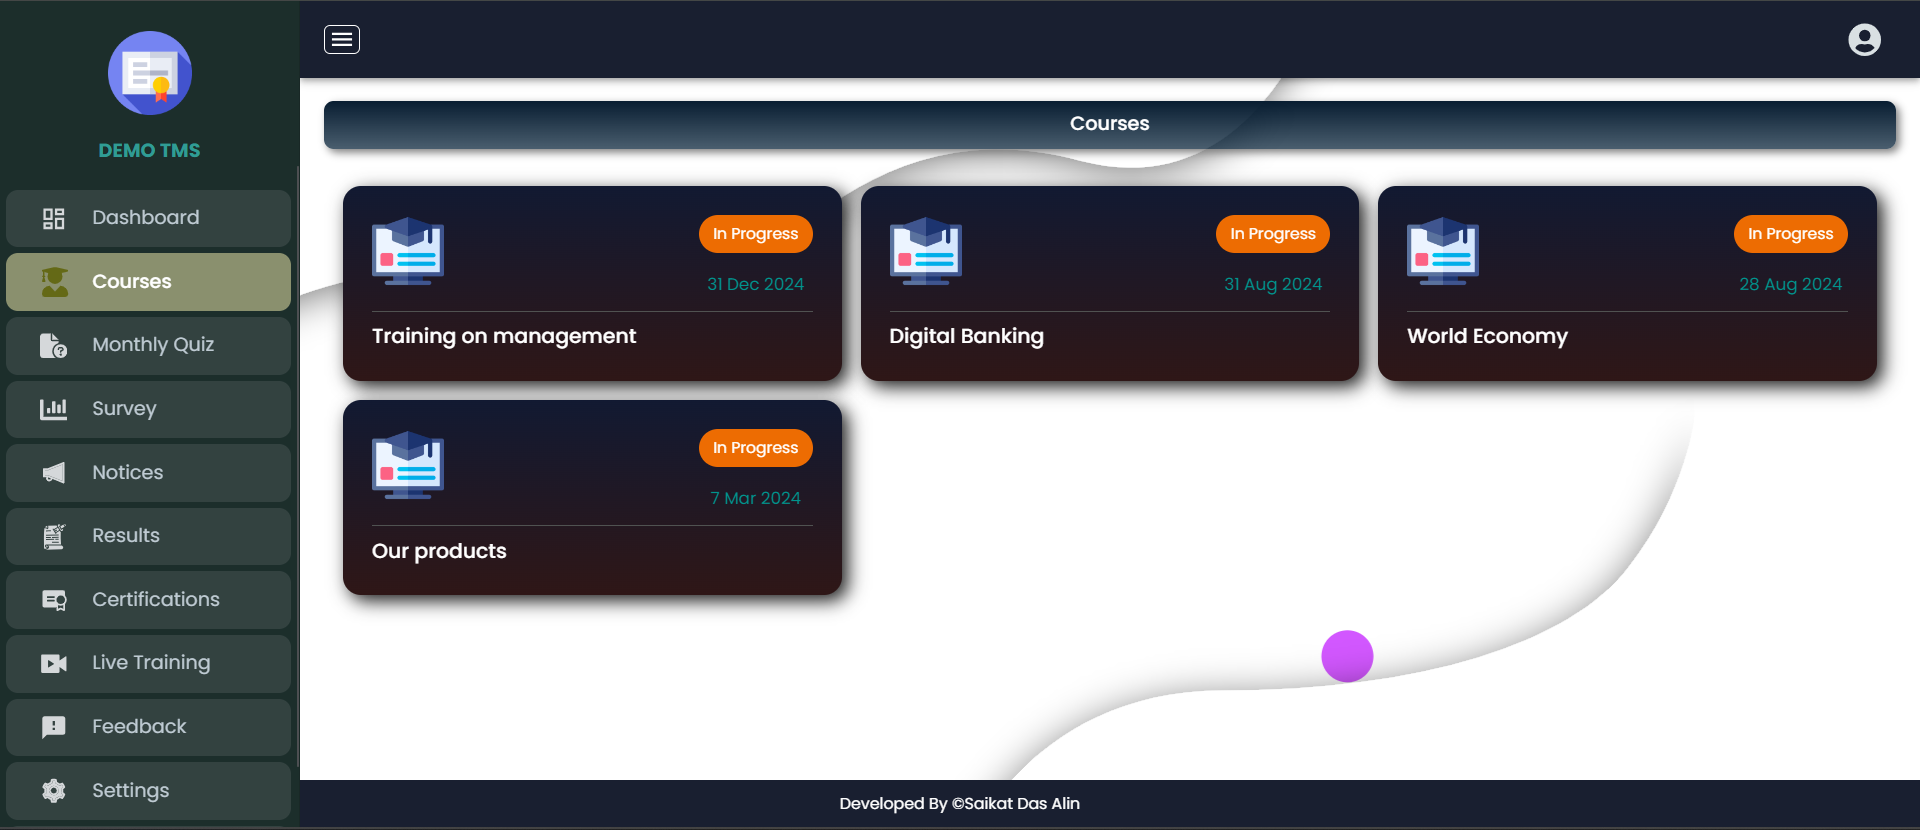 DEMO TMS
Dashboard
Courses
Monthly Quiz
Survey
Notices
Results
Certifications
Live Training
Feedback
Settings
Courses
In Progress
31 Dec 2024
Training on management
In Progress
31 Aug 2024
Digital Banking
In Progress
28 Aug 2024
World Economy
In Progress
7 Mar 2024
Our products
Developed By ©Saikat Das Alin